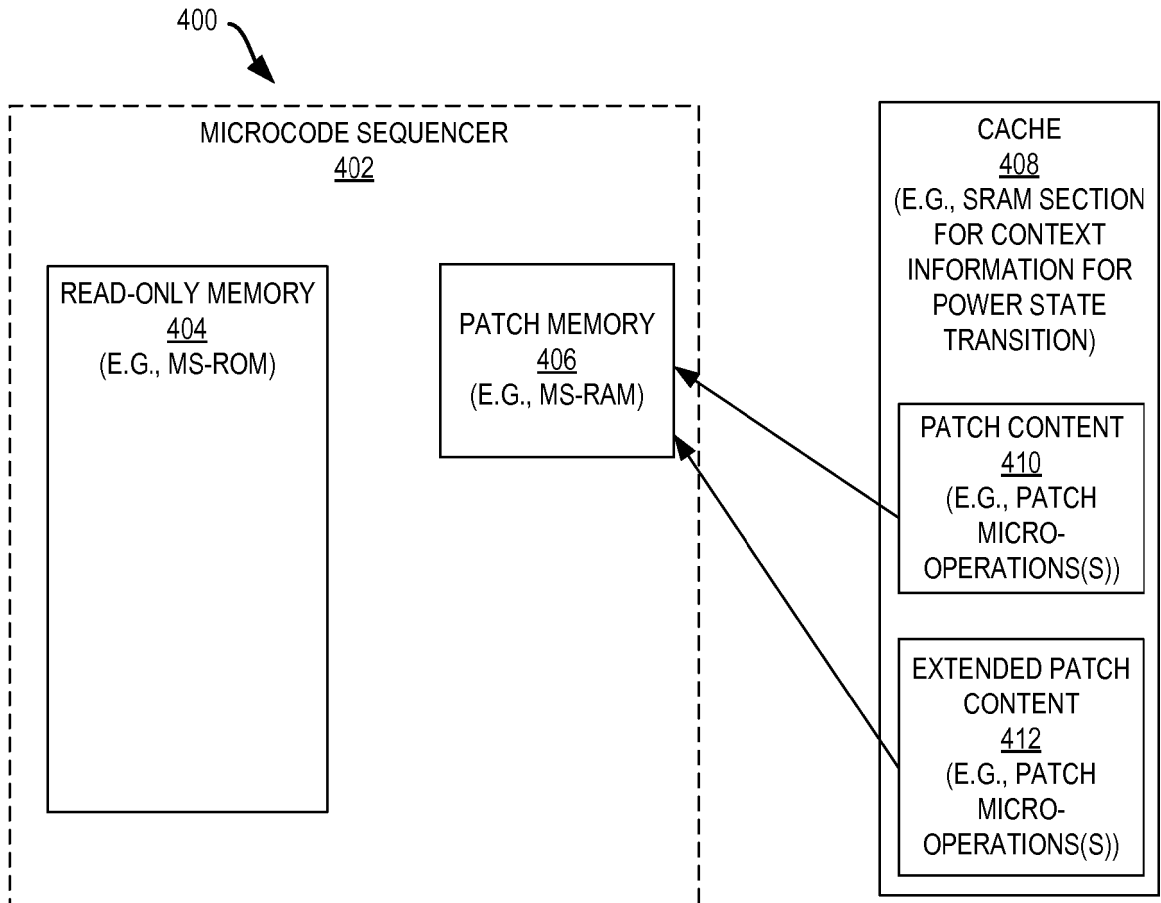 400
MICROCODE SEQUENCER
402
READ-ONLY MEMORY
404
(E.G., MS-ROM)
PATCH MEMORY
406
(E.G., MS-RAM)
CACHE
408
(E.G., SRAM SECTION
FOR CONTEXT
INFORMATION FOR
POWER STATE
TRANSITION)
PATCH CONTENT
410
(E.G., PATCH
MICRO-
OPERATIONS(S))
EXTENDED PATCH
CONTENT
412
(E.G., PATCH
MICRO-
OPERATIONS(S))